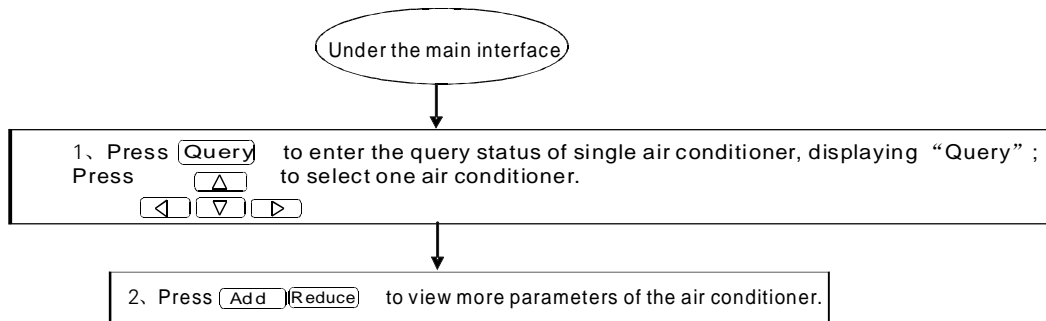 Under the main interface
1、Press Query to enter the query status of single air conditioner, displaying “Query”;
Press △ to select one air conditioner.
◁ ▽ ▷
2、Press Add Reduce to view more parameters of the air conditioner.